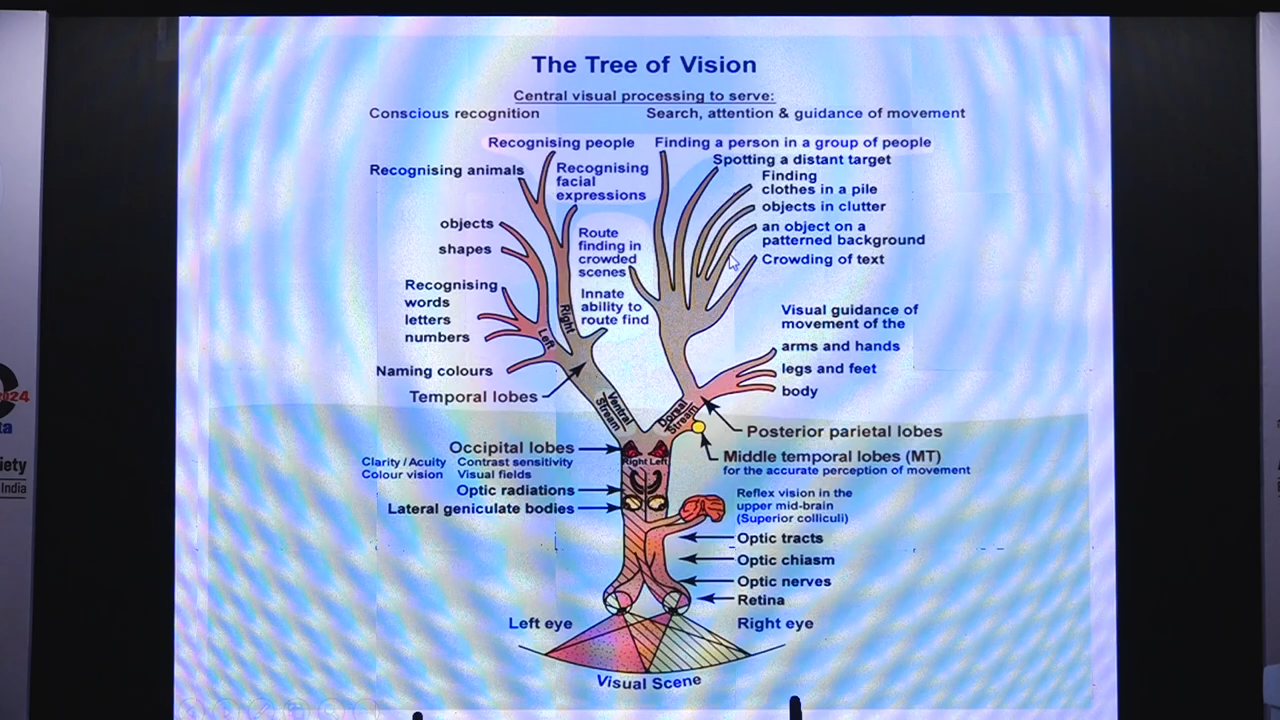 The Tree of Vision
Central visual processing to serve:
Conscious recognition
Search, attention & guidance of movement
Recognising people
Finding a person in a group of people
Recognising animals
Recognising
facial
expressions
Spotting a distant target
Finding
clothes in a pile
objects in clutter
an object on a
patterned background
Crowding of text
objects
shapes
Route
finding in
crowded
scenes
Innate
ability to
route find
Recognising
words
letters
numbers
Naming colours
Right
Left
Visual guidance of
movement of the
arms and hands
legs and feet
body
Temporal lobes
Ventral
Stream
Dorsal
Stream
Posterior parietal lobes
Middle temporal lobes (MT)
for the accurate perception of movement
Occipital lobes
Clarity / Acuity
Contrast sensitivity
Colour vision
Visual fields
Right Left
Optic radiations
Lateral geniculate bodies
Reflex vision in the
upper mid-brain
(Superior colliculi)
Optic tracts
Optic chiasm
Optic nerves
Retina
Left eye
Right eye
Visual Scene
2024
ta
iety
India